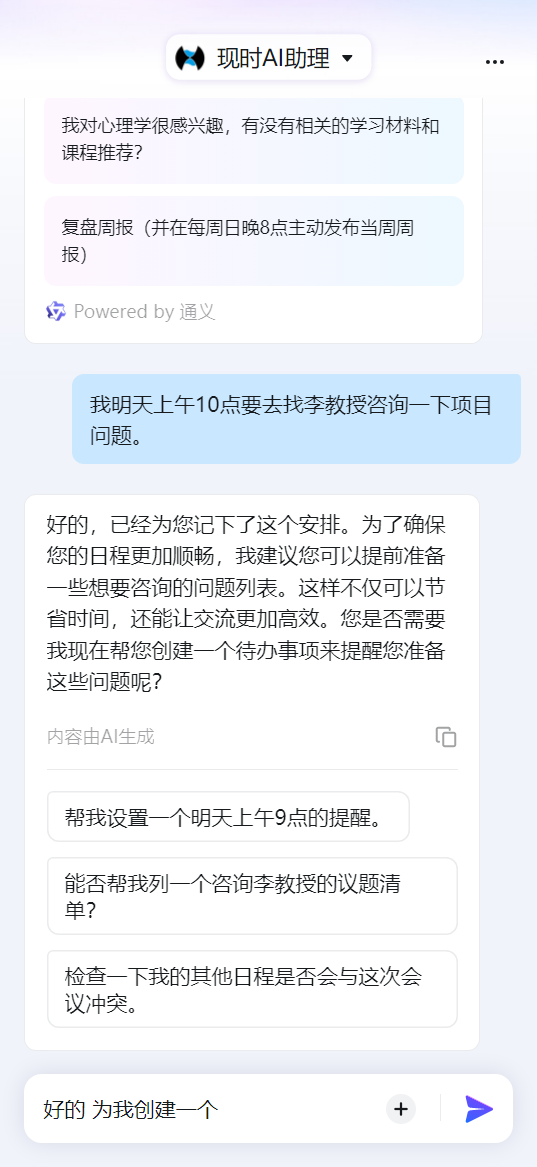 现时AI助理
我对心理学很感兴趣，有没有相关的学习材料和
课程推荐？
复盘周报（并在每周日晚8点主动发布当周周
报）
Powered by 通义
我明天上午10点要去找李教授咨询一下项目
问题。
好的，已经为您记下了这个安排。为了确保
您的日程更加顺畅，我建议您可以提前准备
一些想要咨询的问题列表。这样不仅可以节
省时间，还能让交流更加高效。您是否需要
我现在帮您创建一个待办事项来提醒您准备
这些问题呢？
内容由AI生成
帮我设置一个明天上午9点的提醒。
能否帮我列一个咨询李教授的议题清
单？
检查一下我的其他日程是否会与这次会
议冲突。
好的 为我创建一个